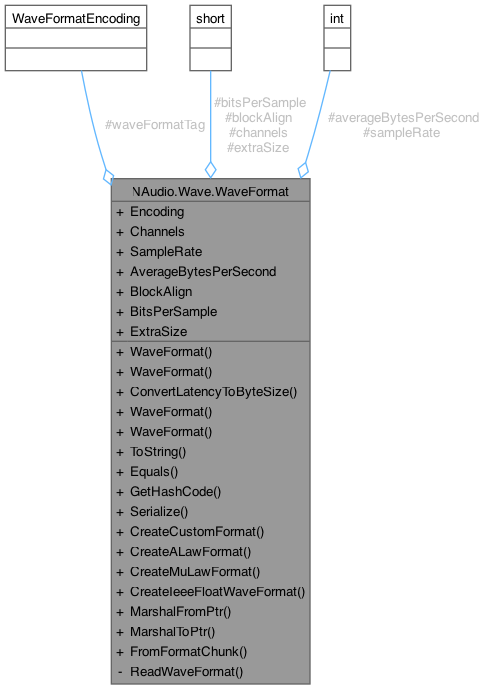 WaveFormatEncoding
short
int
#waveFormatTag
#bitsPerSample
#blockAlign
#channels
#extraSize
#averageBytesPerSecond
#sampleRate
NAudio.Wave.WaveFormat
+ Encoding
+ Channels
+ SampleRate
+ AverageBytesPerSecond
+ BlockAlign
+ BitsPerSample
+ ExtraSize
+ WaveFormat()
+ WaveFormat()
+ ConvertLatencyToByteSize()
+ WaveFormat()
+ WaveFormat()
+ ToString()
+ Equals()
+ GetHashCode()
+ Serialize()
+ CreateCustomFormat()
+ CreateALawFormat()
+ CreateMuLawFormat()
+ CreateIeeeFloatWaveFormat()
+ MarshalFromPtr()
+ MarshalToPtr()
+ FromFormatChunk()
- ReadWaveFormat()